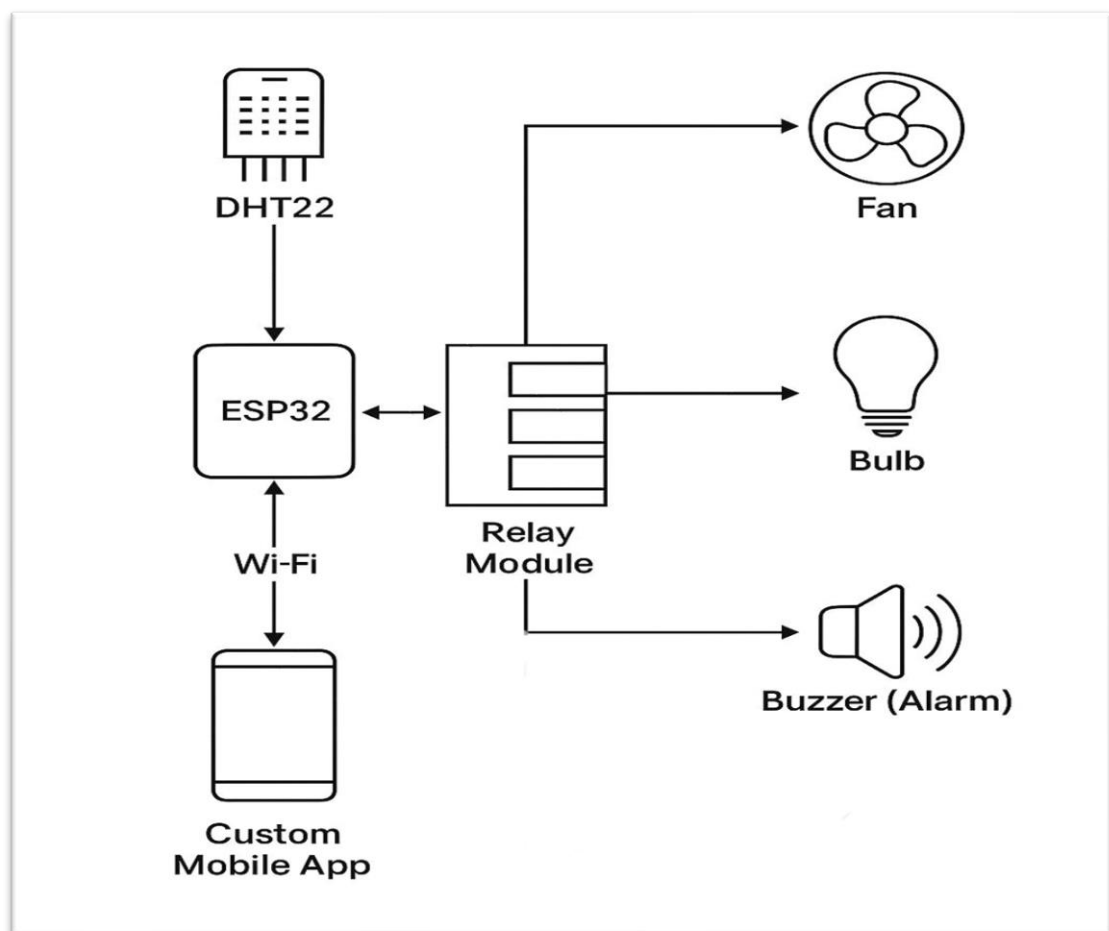 DHT22
Fan
ESP32
Bulb
Relay
Module
Wi-Fi
Buzzer (Alarm)
Custom
Mobile App